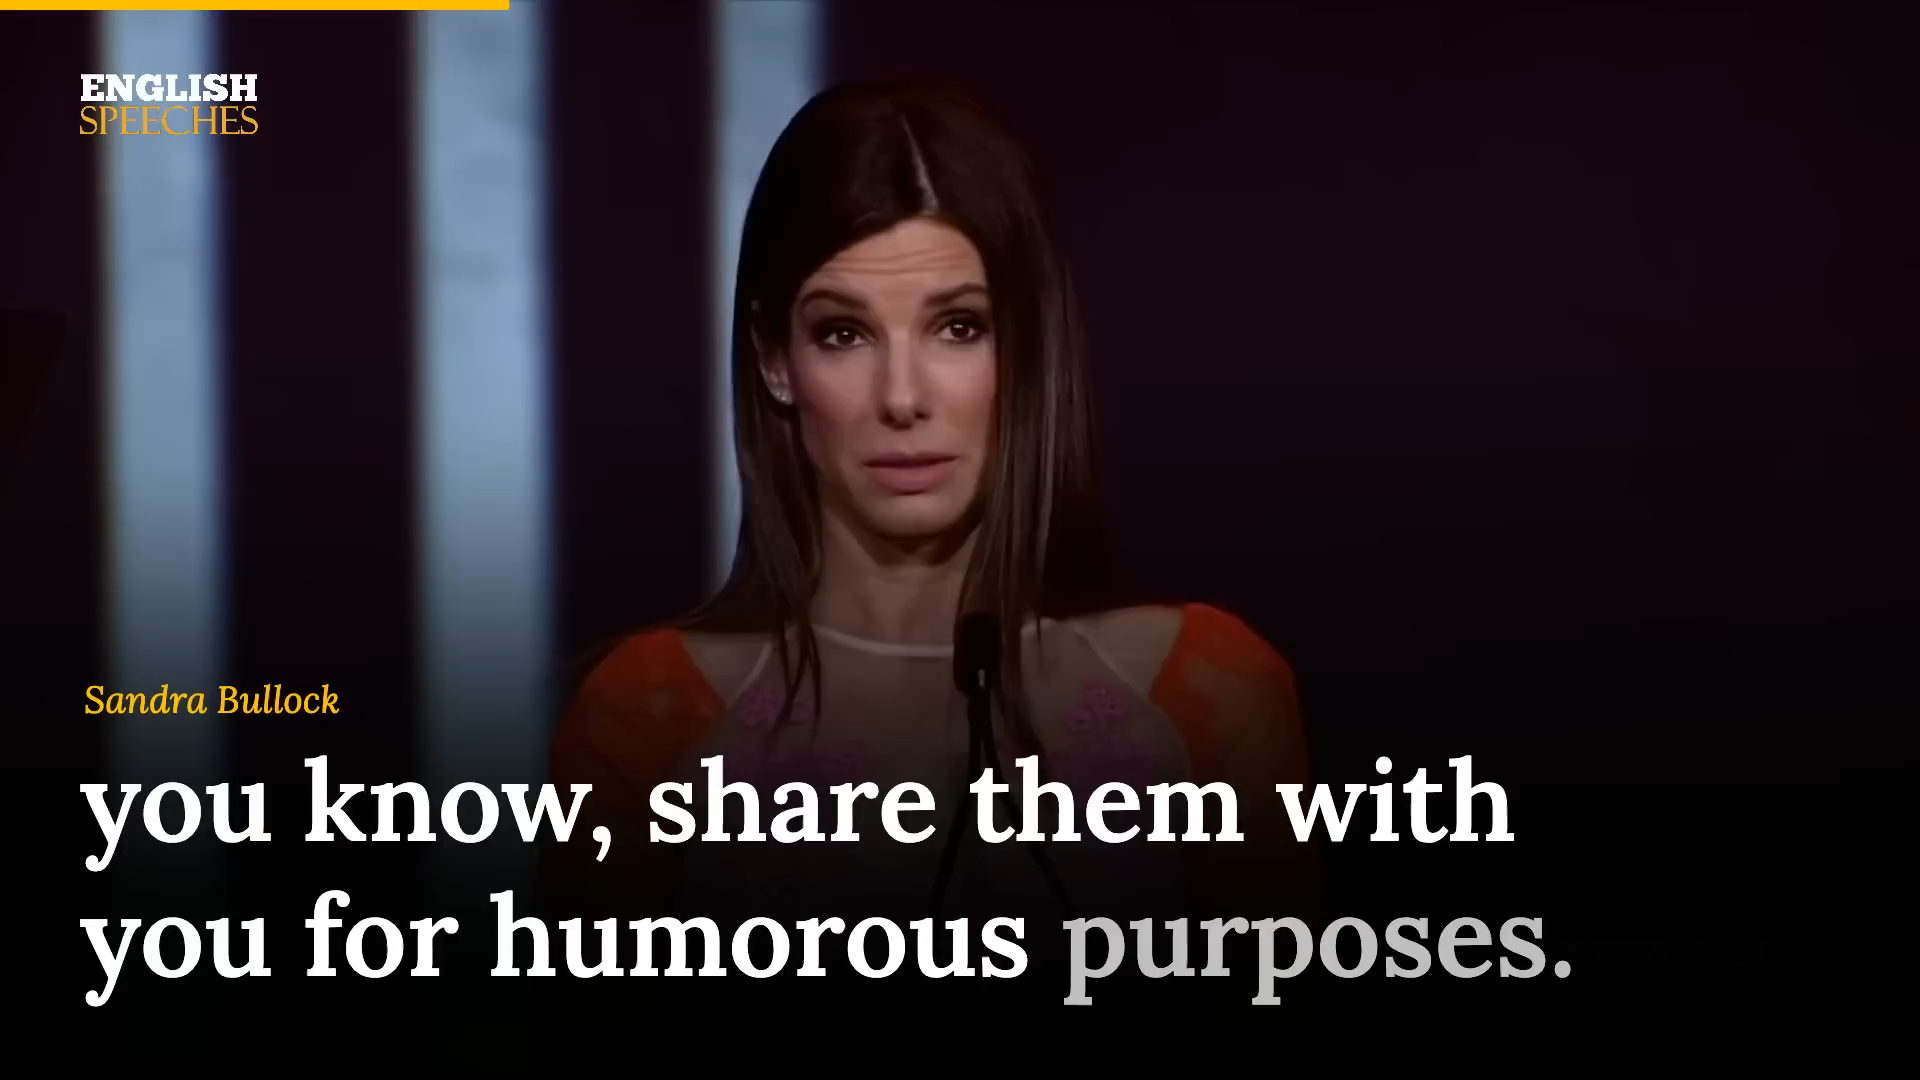 ENGLISH
SPEECHES
Sandra Bullock
you know, share them with
you for humorous purposes.